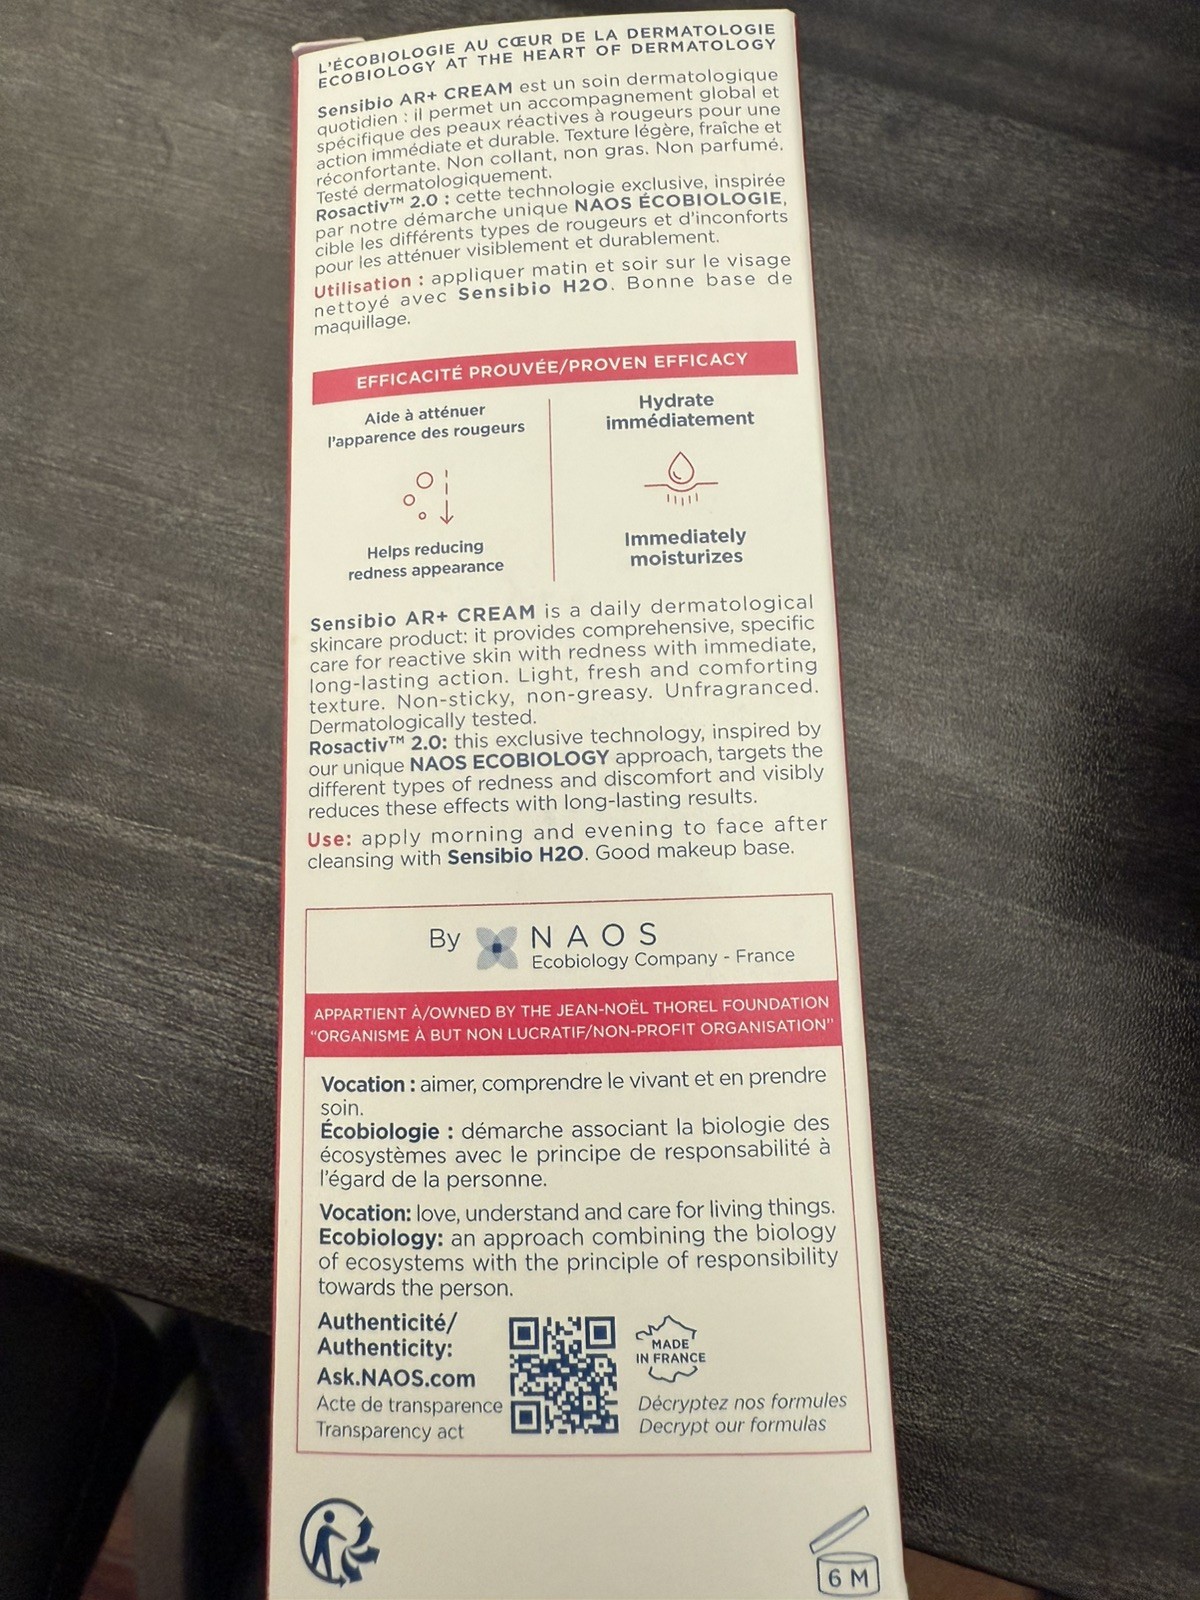 L'ÉCOBIOLOGIE AU CŒUR DE LA DERMATOLOGIE
ECOBIOLOGY AT THE HEART OF DERMATOLOGY
Sensibio AR+ CREAM est un soin dermatologique
quotidien : il permet un accompagnement global et
spécifique des peaux réactives à rougeurs pour une
action immédiate et durable. Texture légère, fraîche et
réconfortante. Non collant, non gras. Non parfumé.
Testé dermatologiquement.
Rosactiv™ 2.0 : cette technologie exclusive, inspirée
par notre démarche unique NAOS ÉCOBIOLOGIE,
cible les différents types de rougeurs et d'inconforts
pour les atténuer visiblement et durablement.
Utilisation : appliquer matin et soir sur le visage
nettoyé avec Sensibio H2O. Bonne base de
maquillage.
EFFICACITÉ PROUVÉE/PROVEN EFFICACY
Aide à atténuer
l'apparence des rougeurs
Helps reducing
redness appearance
Hydrate
immédiatement
Immediately
moisturizes
Sensibio AR+ CREAM is a daily dermatological
skincare product: it provides comprehensive, specific
care for reactive skin with redness with immediate,
long-lasting action. Light, fresh and comforting
texture. Non-sticky, non-greasy. Unfragranced.
Dermatologically tested.
Rosactiv™ 2.0: this exclusive technology, inspired by
our unique NAOS ECOBIOLOGY approach, targets the
different types of redness and discomfort and visibly
reduces these effects with long-lasting results.
Use: apply morning and evening to face after
cleansing with Sensibio H2O. Good makeup base.
By NAOS
Ecobiology Company - France
APPARTIENT À/OWNED BY THE JEAN-NOËL THOREL FOUNDATION
"ORGANISME À BUT NON LUCRATIF/NON-PROFIT ORGANISATION"
Vocation : aimer, comprendre le vivant et en prendre
soin.
Écobiologie : démarche associant la biologie des
écosystèmes avec le principe de responsabilité à
l'égard de la personne.
Vocation: love, understand and care for living things.
Ecobiology: an approach combining the biology
of ecosystems with the principle of responsibility
towards the person.
Authenticité/
Authenticity:
Ask.NAOS.com
Acte de transparence
Transparency act
MADE
IN FRANCE
Décryptez nos formules
Decrypt our formulas
6 M